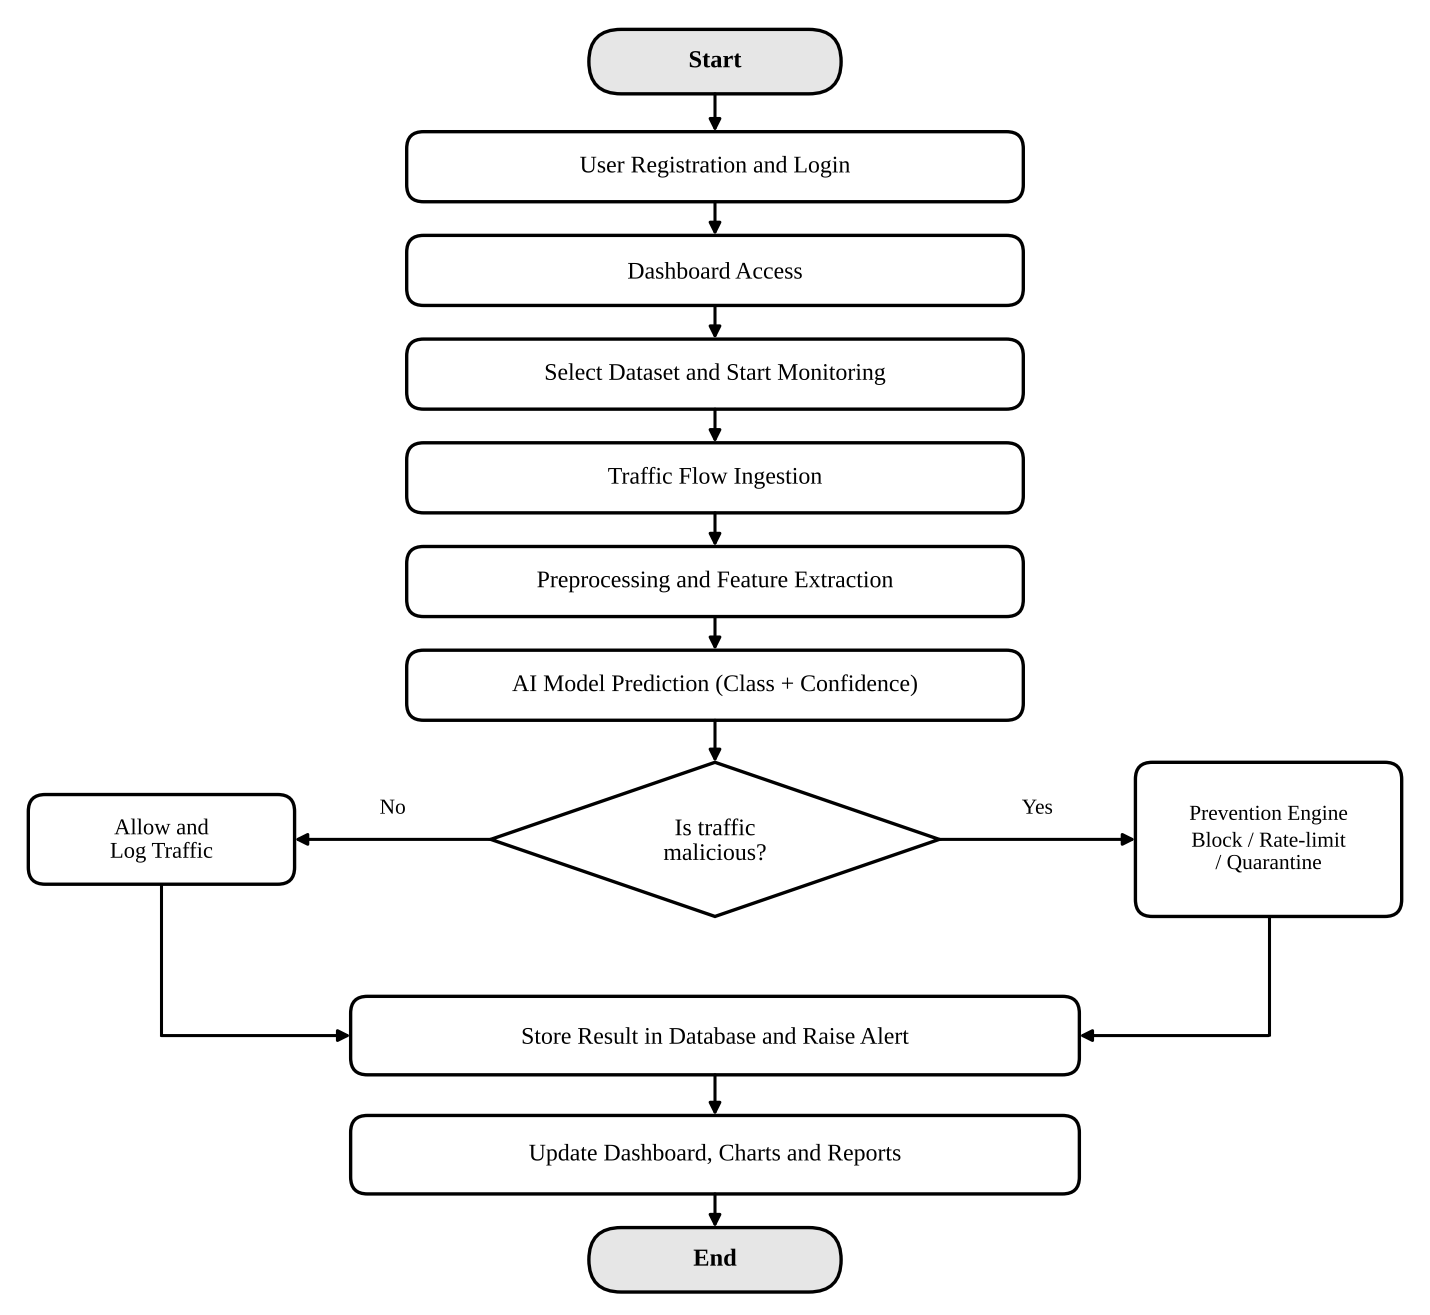 Start
User Registration and Login
Dashboard Access
Select Dataset and Start Monitoring
Traffic Flow Ingestion
Preprocessing and Feature Extraction
AI Model Prediction (Class + Confidence)
No
Yes
Allow and
Log Traffic
Is traffic
malicious?
Prevention Engine
Block / Rate-limit
/ Quarantine
Store Result in Database and Raise Alert
Update Dashboard, Charts and Reports
End